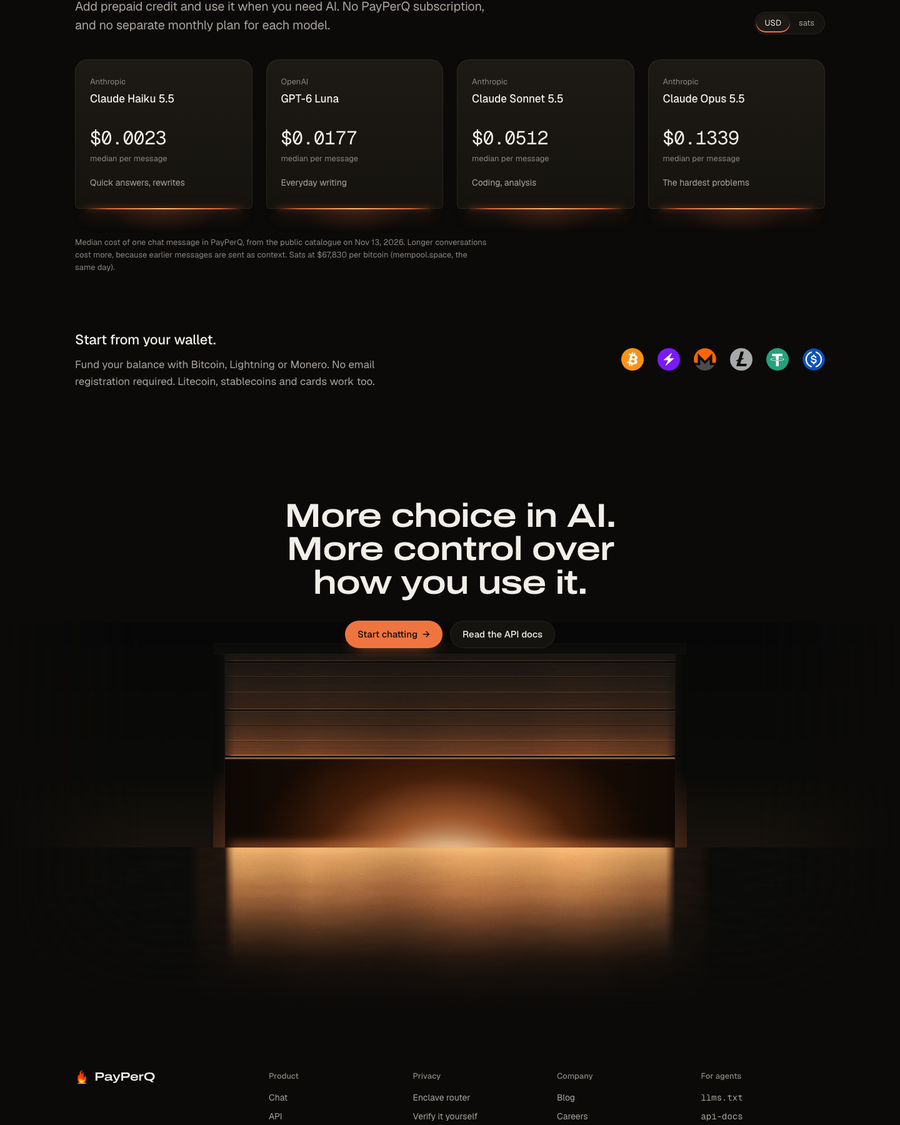 Add prepaid credit and use it when you need AI. No PayPerQ subscription,
and no separate monthly plan for each model.
USD sats
Anthropic
Claude Haiku 5.5
$0.0023
median per message
Quick answers, rewrites
OpenAI
GPT-6 Luna
$0.0177
median per message
Everyday writing
Anthropic
Claude Sonnet 5.5
$0.0512
median per message
Coding, analysis
Anthropic
Claude Opus 5.5
$0.1339
median per message
The hardest problems
Median cost of one chat message in PayPerQ, from the public catalogue on Nov 13, 2026. Longer conversations
cost more, because earlier messages are sent as context. Sats at $67,830 per bitcoin (mempool.space, the
same day).
Start from your wallet.
Fund your balance with Bitcoin, Lightning or Monero. No email
registration required. Litecoin, stablecoins and cards work too.
More choice in AI.
More control over
how you use it.
Start chatting →
Read the API docs
PayPerQ
Product
Chat
API
Privacy
Enclave router
Verify it yourself
Company
Blog
Careers
For agents
llms.txt
api-docs